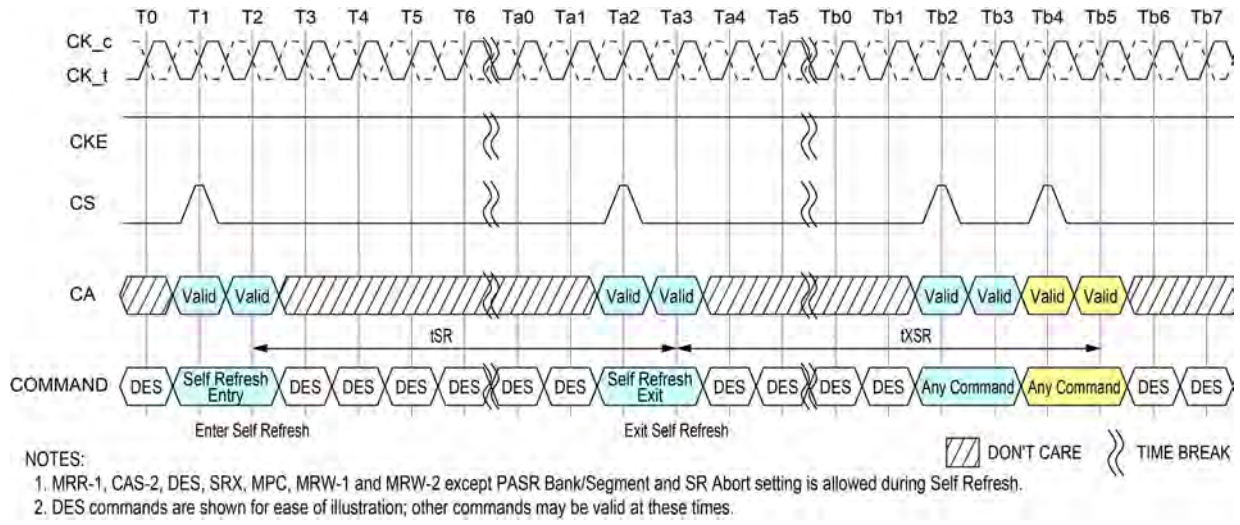 T0 T1 T2 T3 T4 T5 T6 Ta0 Ta1 Ta2 Ta3 Ta4 Ta5 Tb0 Tb1 Tb2 Tb3 Tb4 Tb5 Tb6 Tb7
CK_c
CK_t
CKE
CS
CA Valid Valid Valid Valid Valid Valid Valid Valid
tSR tXSR
COMMAND DES Self Refresh Entry DES DES DES DES DES DES Self Refresh Exit DES DES DES DES Any Command Any Command DES DES
Enter Self Refresh Exit Self Refresh
DON'T CARE TIME BREAK
NOTES:
1. MRR-1, CAS-2, DES, SRX, MPC, MRW-1 and MRW-2 except PASR Bank/Segment and SR Abort setting is allowed during Self Refresh.
2. DES commands are shown for ease of illustration; other commands may be valid at these times.